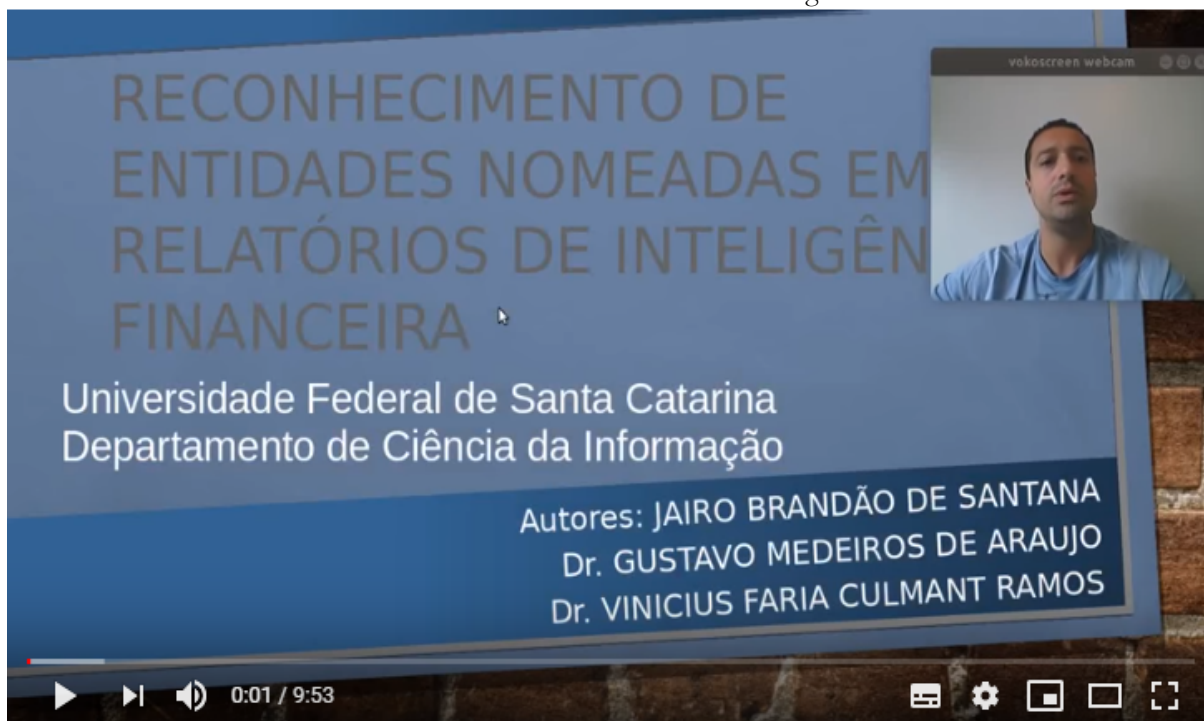 RECONHECIMENTO DE
ENTIDADES NOMEADAS EM
RELATÓRIOS DE INTELIGÊN
FINANCEIRA
vokoscreen webcam
Universidade Federal de Santa Catarina
Departamento de Ciência da Informação
Autores: JAIRO BRANDÃO DE SANTANA
Dr. GUSTAVO MEDEIROS DE ARAUJO
Dr. VINICIUS FARIA CULMANT RAMOS
0:01 / 9:53